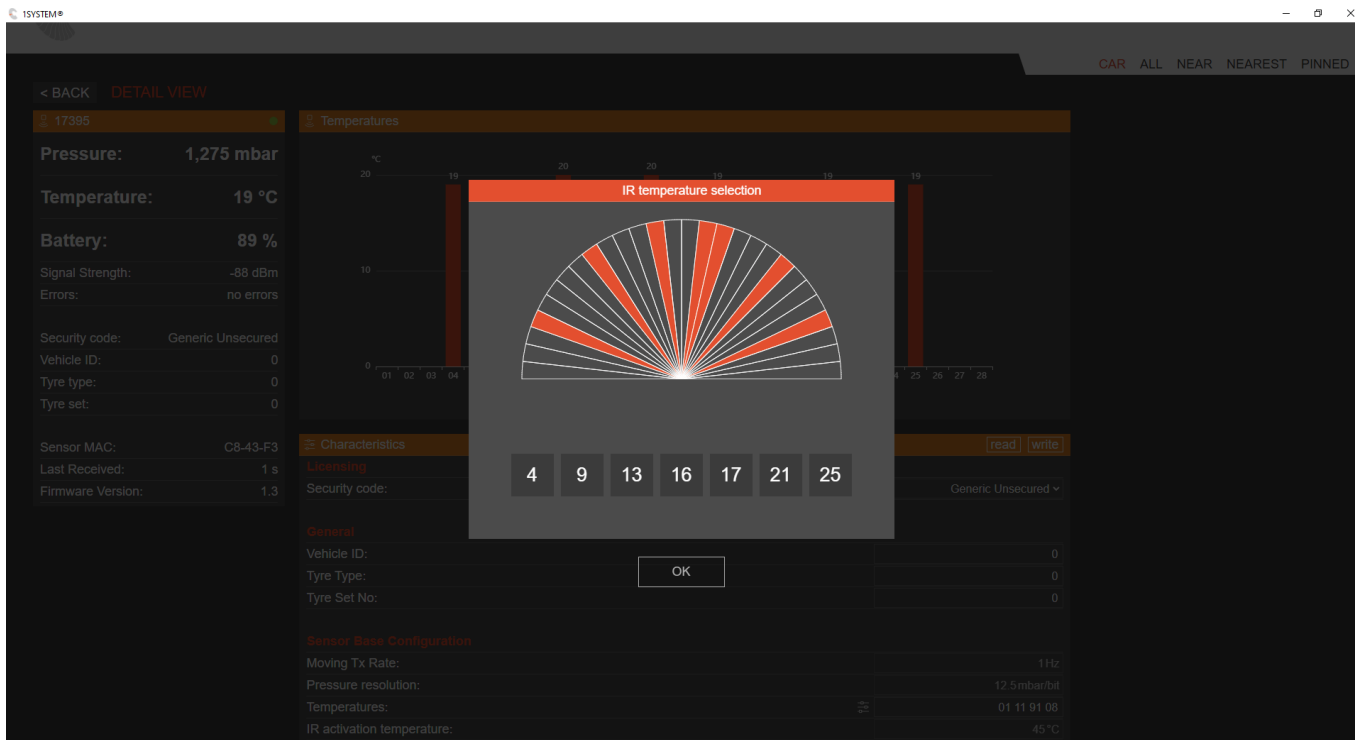 1SYSTEM®
CAR ALL NEAR NEAREST PINNED
< BACK DETAIL VIEW
17395
Pressure: 1,275 mbar
Temperature: 19 °C
Battery: 89 %
Signal Strength: -88 dBm
Errors: no errors
Security code: Generic Unsecured
Vehicle ID: 0
Tyre type: 0
Tyre set: 0
Sensor MAC: C8-43-F3
Last Received: 1 s
Firmware Version: 1.3
Temperatures
°C
20
10
0
19 20 20 19 19 19
01 02 03 04
4 25 26 27 28
IR temperature selection
4 9 13 16 17 21 25
OK
Characteristics
read write
Licensing
Security code: Generic Unsecured
General
Vehicle ID: 0
Tyre Type: 0
Tyre Set No: 0
Sensor Base Configuration
Moving Tx Rate: 1Hz
Pressure resolution: 12.5mbar/bit
Temperatures: 01 11 91 08
IR activation temperature: 45°C